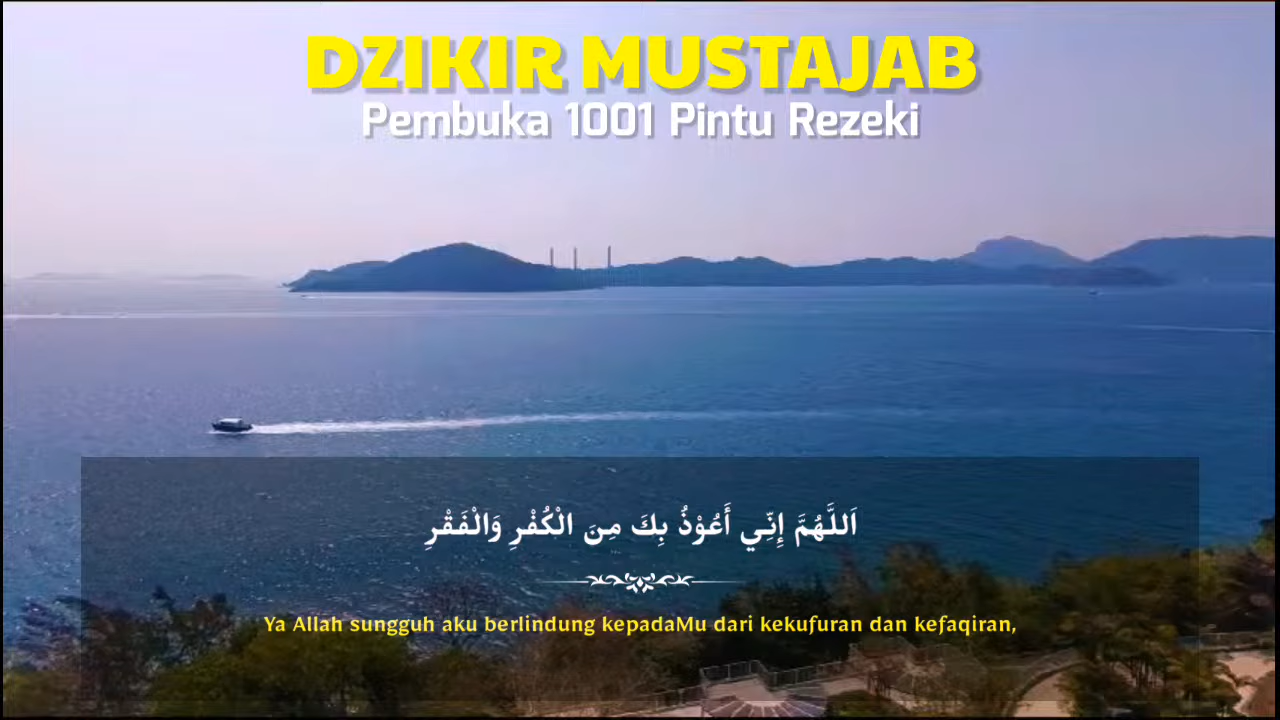 DZIKIR MUSTAJAB
Pembuka 1001 Pintu Rezeki
اَللَّهُمَّ إِنِّي أَعُوْذُ بِكَ مِنَ الْكُفْرِ وَالْفَقْرِ
Ya Allah sungguh aku berlindung kepadaMu dari kekufuran dan kefaqiran,